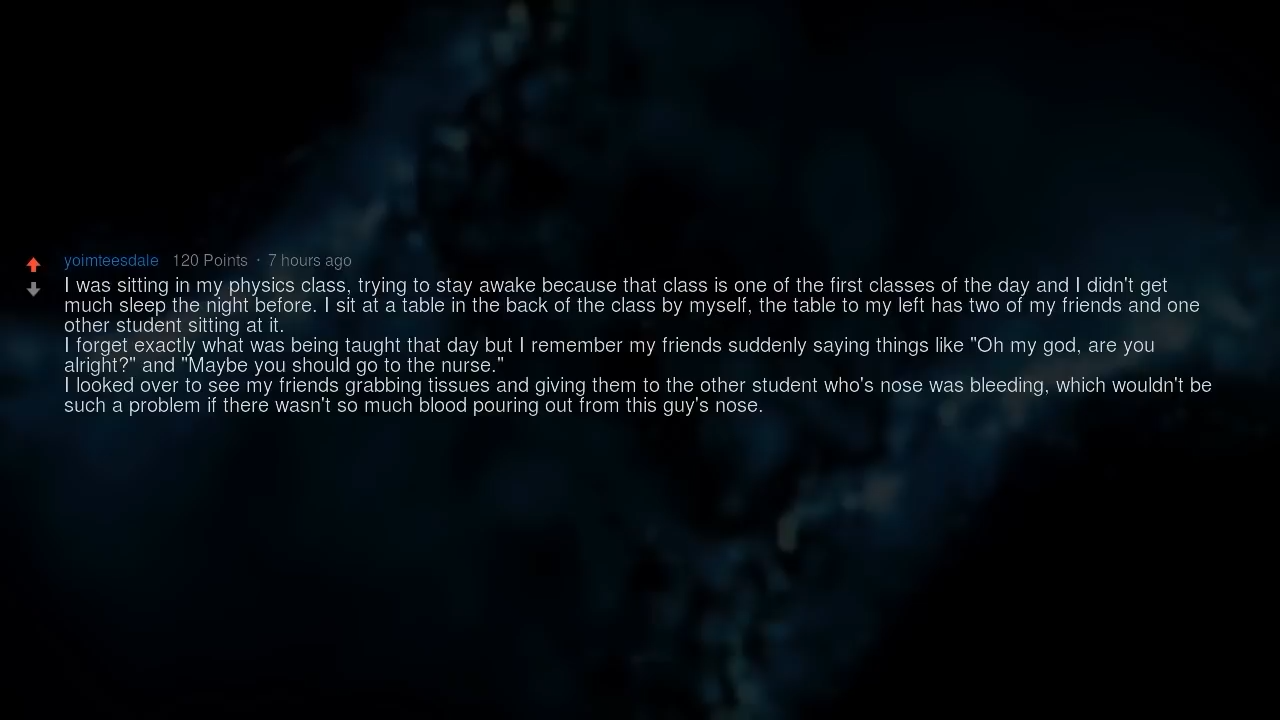 yoimteesdale 120 Points · 7 hours ago
I was sitting in my physics class, trying to stay awake because that class is one of the first classes of the day and I didn't get
much sleep the night before. I sit at a table in the back of the class by myself, the table to my left has two of my friends and one
other student sitting at it.
I forget exactly what was being taught that day but I remember my friends suddenly saying things like "Oh my god, are you
alright?" and "Maybe you should go to the nurse."
I looked over to see my friends grabbing tissues and giving them to the other student who's nose was bleeding, which wouldn't be
such a problem if there wasn't so much blood pouring out from this guy's nose.